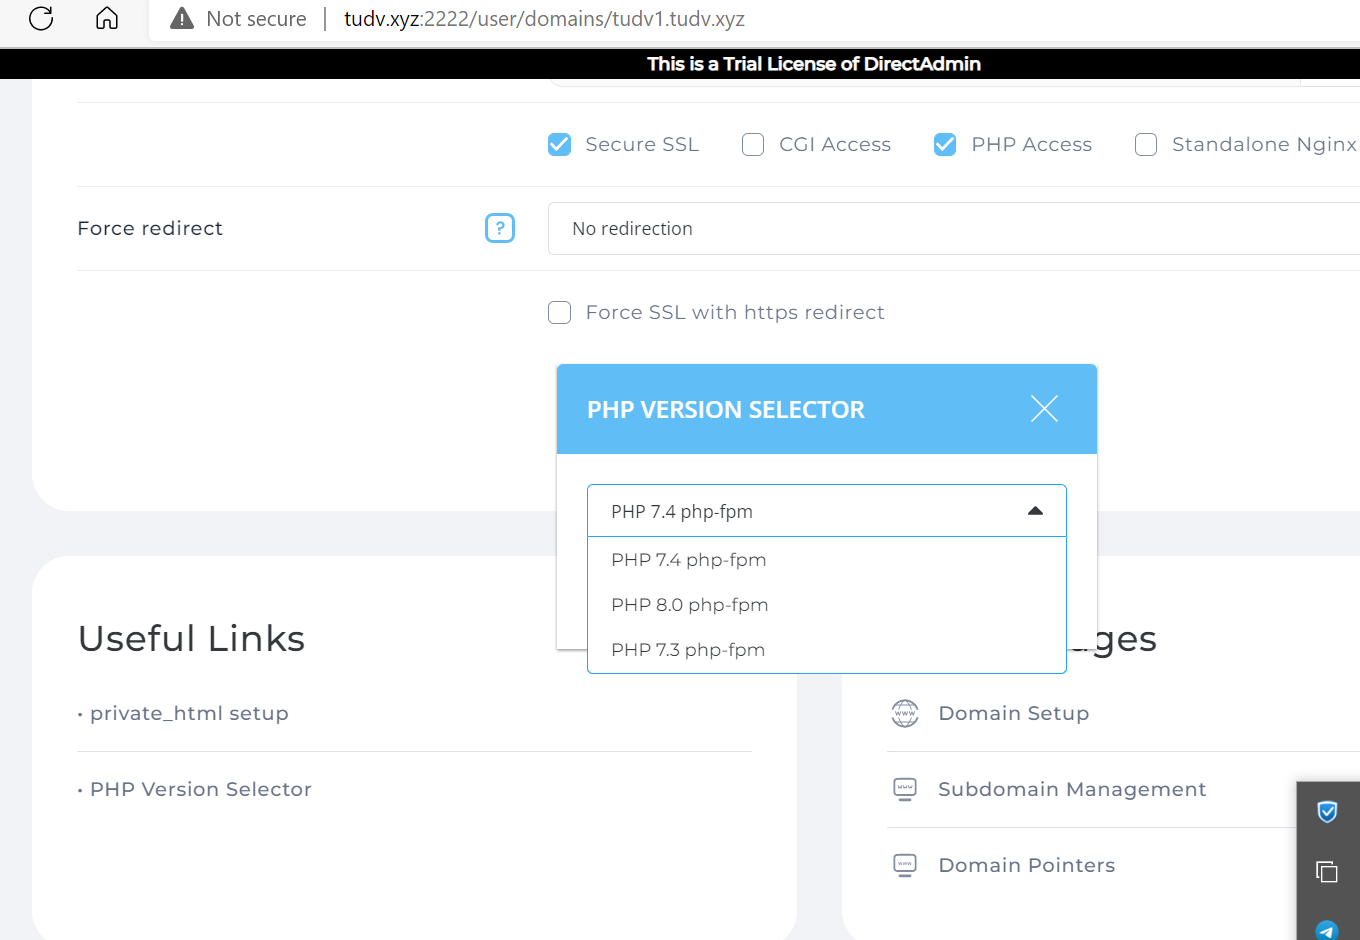 Not secure | tudv.xyz:2222/user/domains/tudv1.tudv.xyz
This is a Trial License of DirectAdmin
Secure SSL CGI Access PHP Access Standalone Nginx
Force redirect ? No redirection
Force SSL with https redirect
PHP VERSION SELECTOR
PHP 7.4 php-fpm
PHP 7.4 php-fpm
PHP 8.0 php-fpm
PHP 7.3 php-fpm
Useful Links
• private_html setup
• PHP Version Selector
Domain Setup
Subdomain Management
Domain Pointers